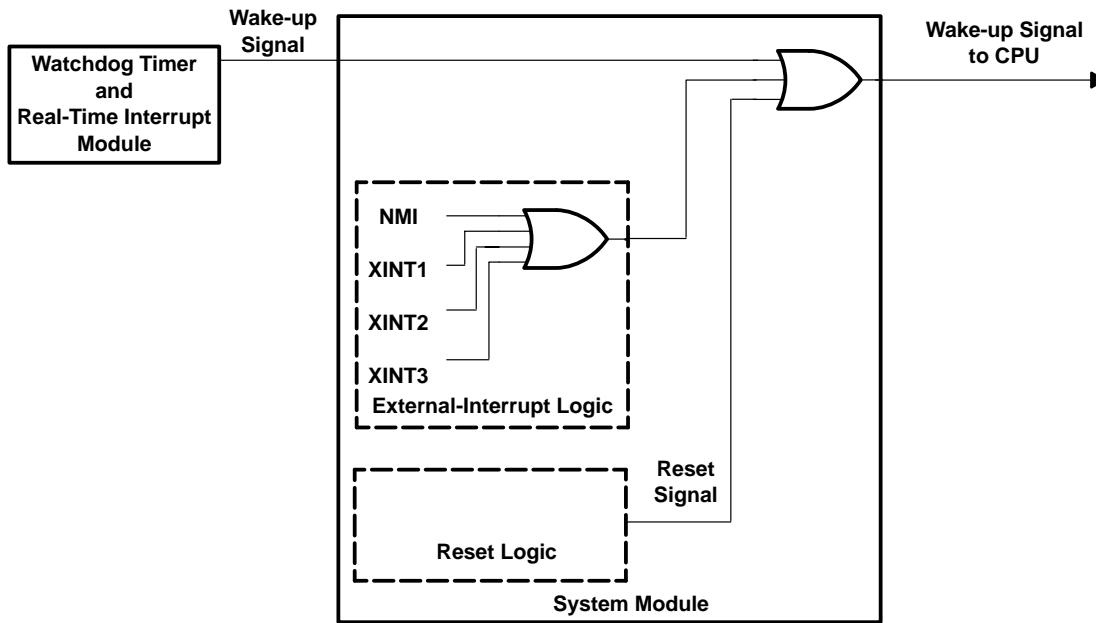 Wake-up
Signal
Wake-up Signal
to CPU
Watchdog Timer
and
Real-Time Interrupt
Module
NMI
XINT1
XINT2
XINT3
External-Interrupt Logic
Reset
Signal
Reset Logic
System Module